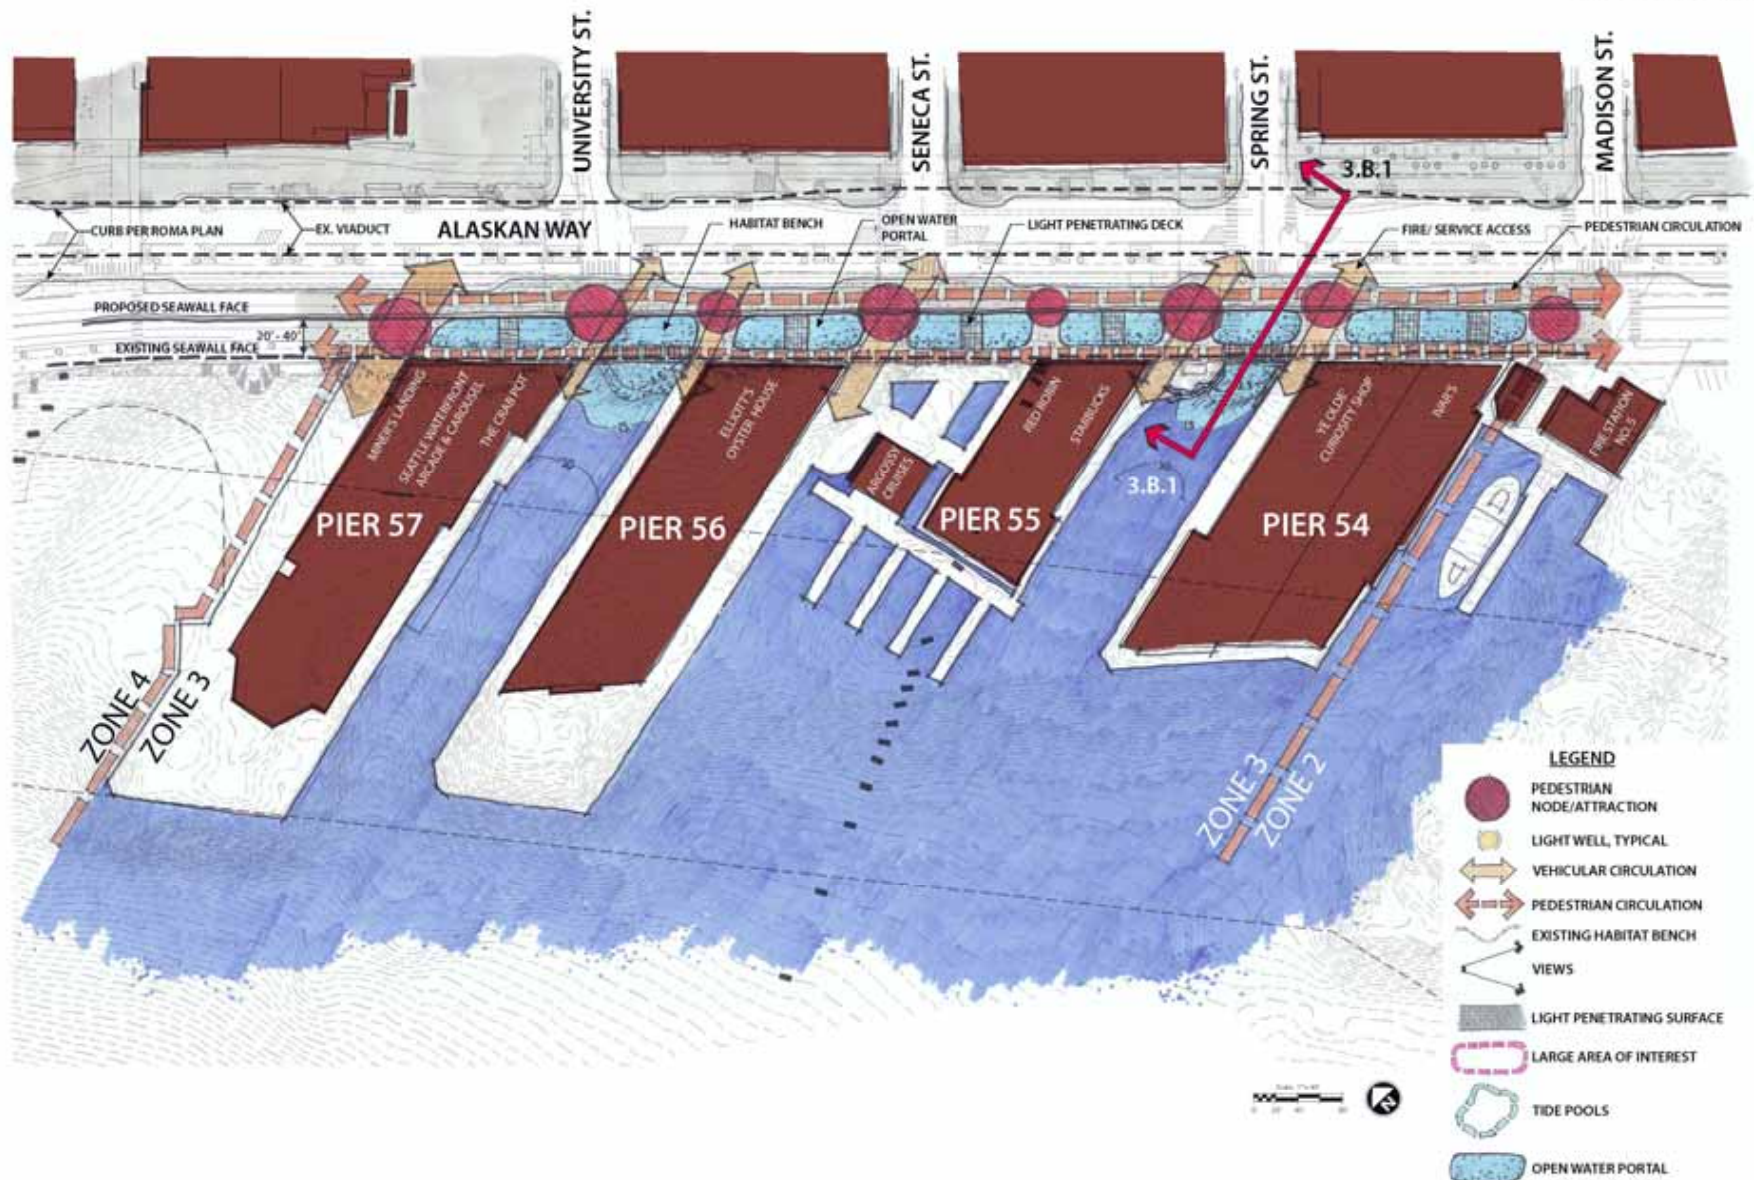 UNIVERSITY ST.
SENECA ST.
SPRING ST.
MADISON ST.
3.B.1
CURB PER ROMA PLAN
EX. VIADUCT
ALASKAN WAY
HABITAT BENCH
OPEN WATER
PORTAL
LIGHT PENETRATING DECK
FIRE/ SERVICE ACCESS
PEDESTRIAN CIRCULATION
PROPOSED SEAWALL FACE
20' - 40'
EXISTING SEAWALL FACE
MINER'S LANDING
SEATTLE WATERFRONT
ARCADE & CAROUSEL
THE CRAB POT
PIER 57
ELLIOTT'S
OYSTER HOUSE
PIER 56
ARGOSSY
CRUISES
RED ROBIN
STARBUCKS
PIER 55
3.B.1
YE OLDE'
CURIOSITY SHOP
IVAR'S
PIER 54
FIRE STATION
NO. 5
ZONE 4
ZONE 3
ZONE 3
ZONE 2
LEGEND
PEDESTRIAN
NODE/ATTRACTION
LIGHT WELL, TYPICAL
VEHICULAR CIRCULATION
PEDESTRIAN CIRCULATION
EXISTING HABITAT BENCH
VIEWS
LIGHT PENETRATING SURFACE
LARGE AREA OF INTEREST
TIDE POOLS
OPEN WATER PORTAL